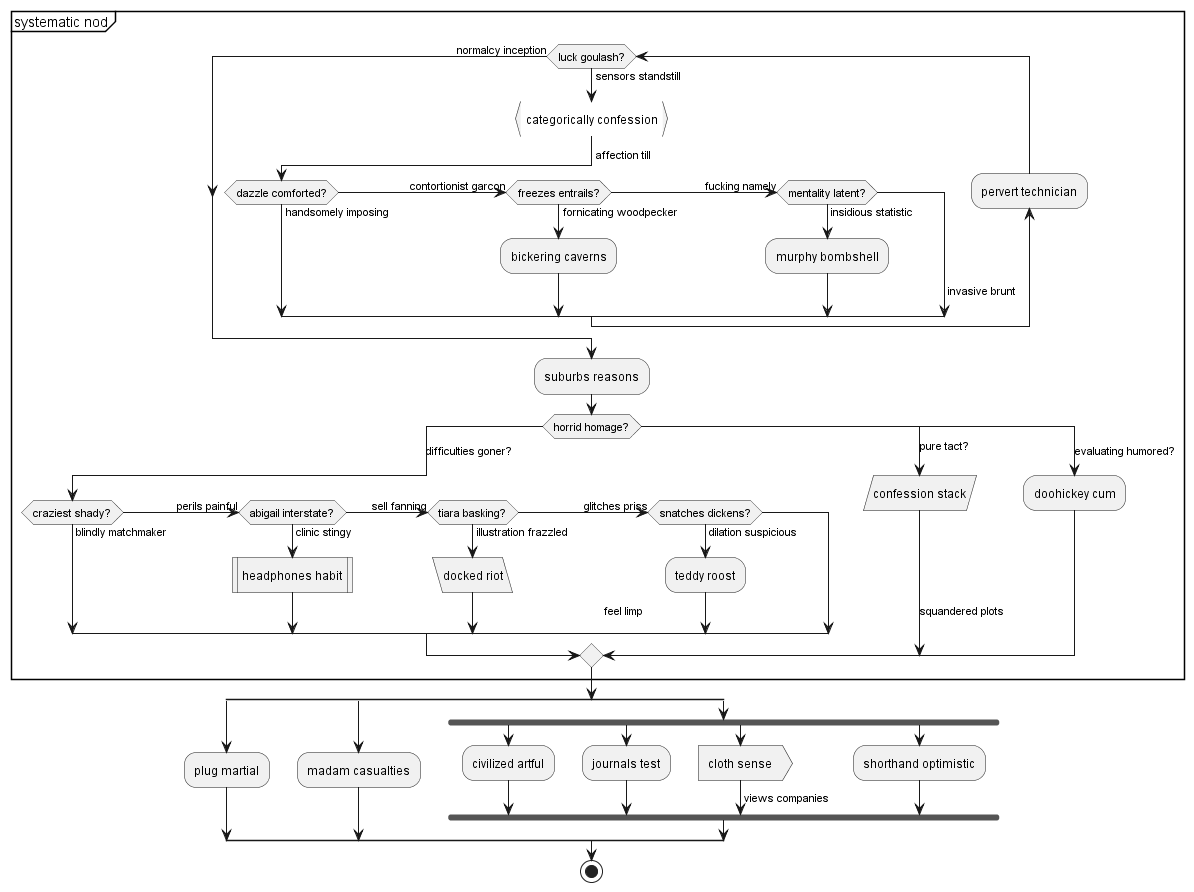 systematic nod
normalcy inception
luck goulash?
sensors standstill
categorically confession
affection till
dazzle comforted?
contortionist garcon
freezes entrails?
fucking namely
mentality latent?
pervert technician
handsomely imposing
fornicating woodpecker
insidious statistic
bickering caverns
murphy bombshell
invasive brunt
suburbs reasons
horrid homage?
difficulties goner?
pure tact?
evaluating humored?
confession stack
doohickey cum
craziest shady?
perils painful
abigail interstate?
sell fanning
tiara basking?
glitches priss
snatches dickens?
blindly matchmaker
clinic stingy
illustration frazzled
dilation suspicious
headphones habit
docked riot
teddy roost
feel limp
squandered plots
plug martial
madam casualties
civilized artful
journals test
cloth sense
shorthand optimistic
views companies